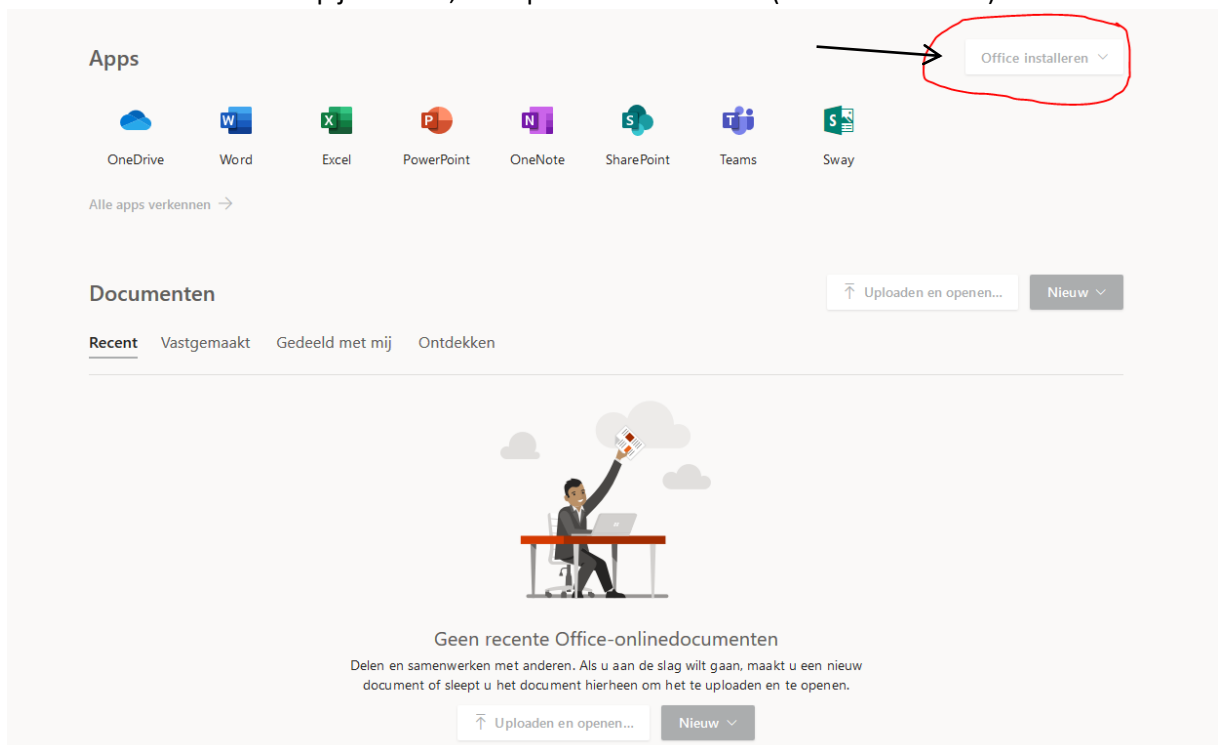 Apps
Office installeren
OneDrive Word Excel PowerPoint OneNote SharePoint Teams Sway
Alle apps verkennen →
Documenten
Uploaden en openen... Nieuw
Recent Vastgemaakt Gedeeld met mij Ontdekken
Geen recente Office-onlinedocumenten
Delen en samenwerken met anderen. Als u aan de slag wilt gaan, maakt u een nieuw
document of sleept u het document hierheen om het te uploaden en te openen.
Uploaden en openen... Nieuw